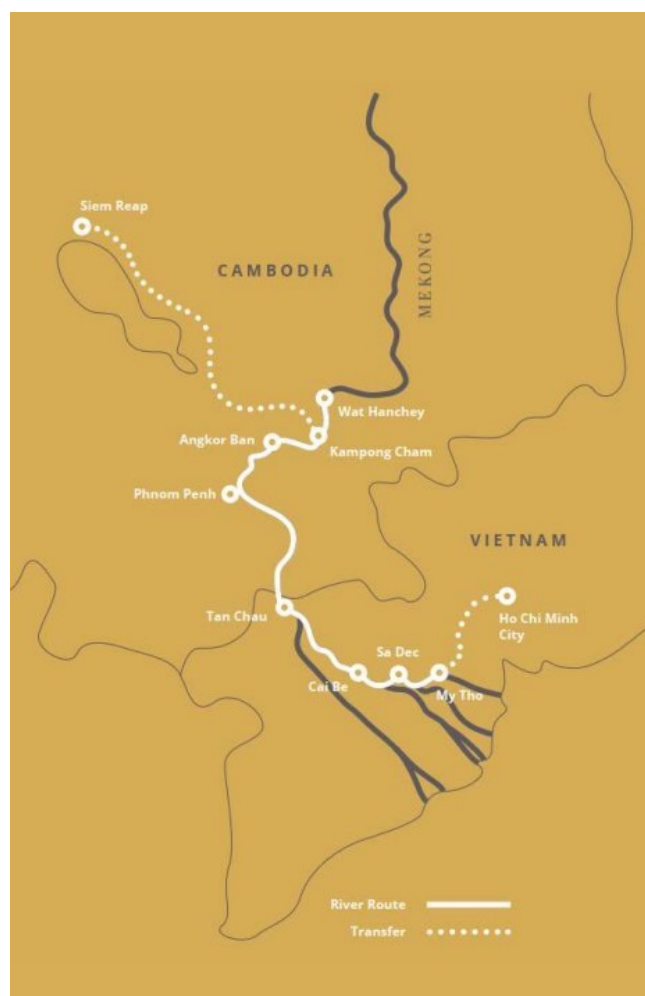 Siem Reap
CAMBODIA
MEKONG
Wat Hanchey
Angkor Ban
Kampong Cham
Phnom Penh
VIETNAM
Tan Chau
Ho Chi Minh
City
Sa Dec
Cai Be
My Tho
River Route
Transfer